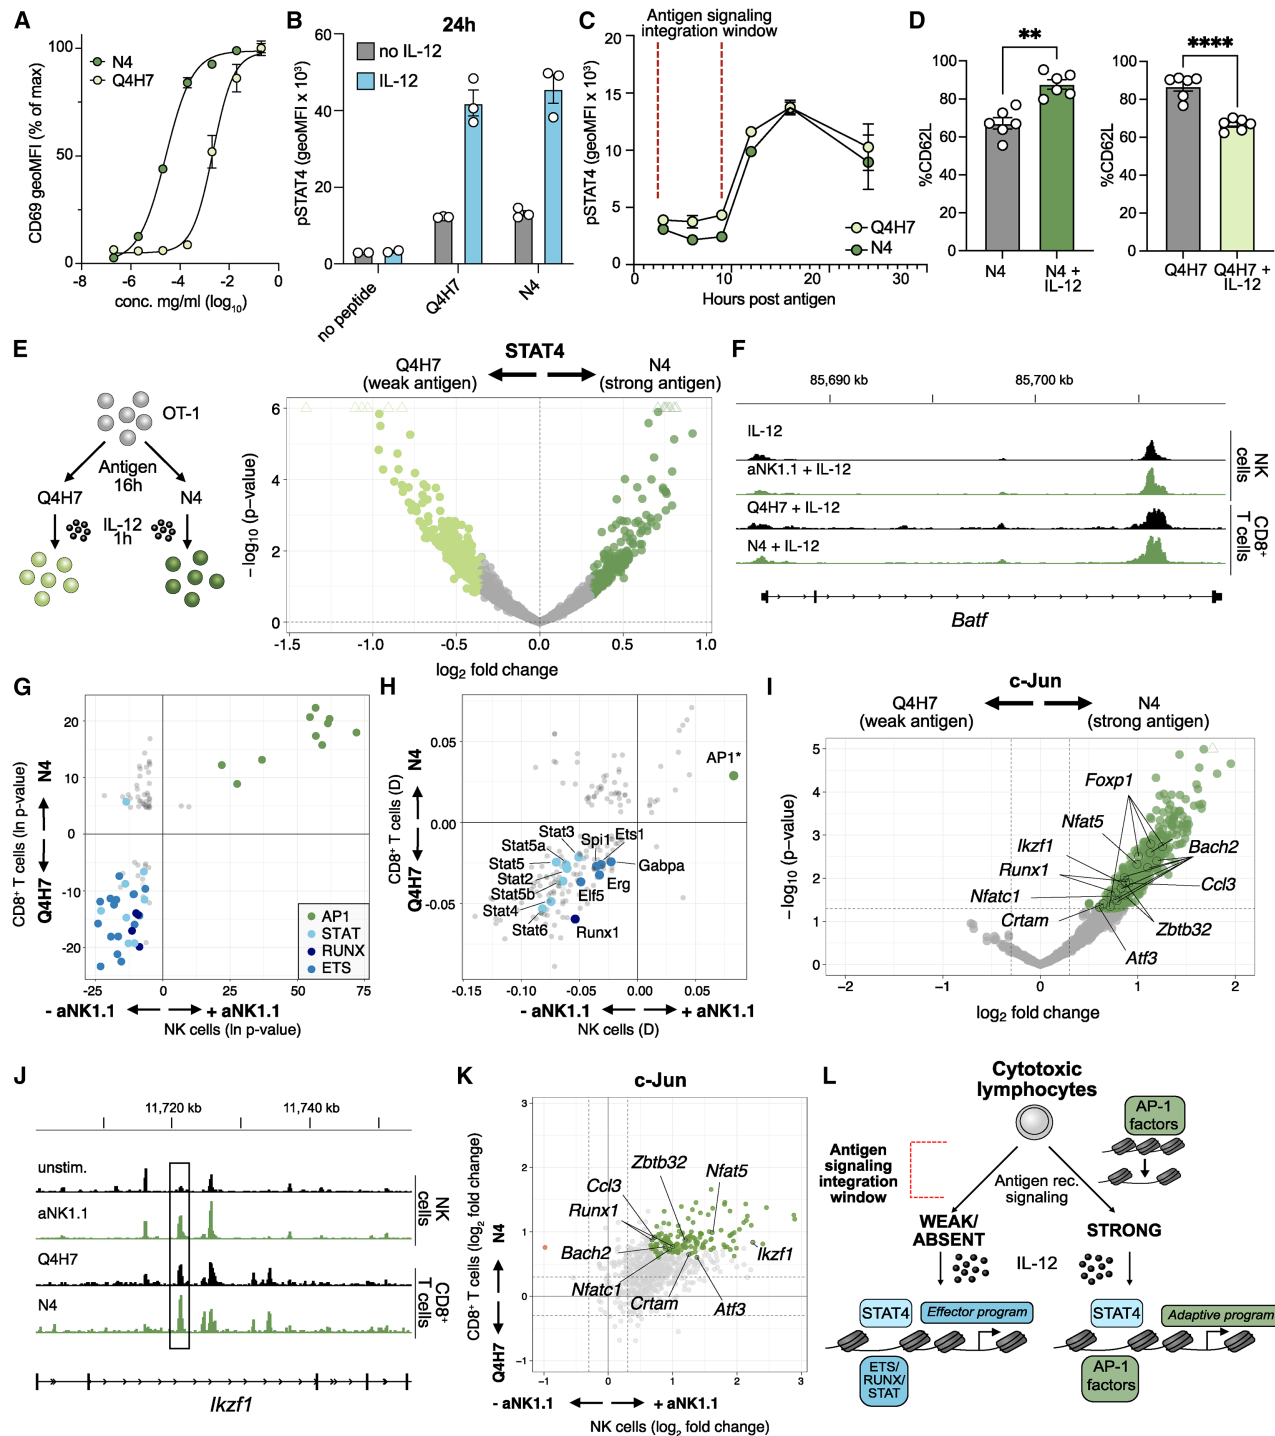 A
CD69 geoMFI (% of max)
100
50
0
N4
Q4H7
-8
-6
-4
-2
0
conc. mg/ml (log10)
B
24h
pSTAT4 (geoMFI x 10³)
60
40
20
0
no IL-12
IL-12
no peptide
Q4H7
N4
C
Antigen signaling
integration window
pSTAT4 (geoMFI x 10³)
20
15
10
5
0
Q4H7
N4
0
10
20
30
Hours post antigen
D
%CD62L
100
80
60
40
20
0
**
N4
N4 +
IL-12
%CD62L
100
80
60
40
20
0
****
Q4H7
Q4H7 +
IL-12
E
OT-1
Antigen
16h
Q4H7
N4
IL-12
1h
STAT4
Q4H7
(weak antigen)
N4
(strong antigen)
− log10 (p−value)
6
4
2
0
-1.5
-1.0
-0.5
0.0
0.5
1.0
log2 fold change
F
85,690 kb
85,700 kb
IL-12
aNK1.1 + IL-12
Q4H7 + IL-12
N4 + IL-12
NK
cells
CD8+
T cells
Batf
G
CD8+ T cells (ln p-value)
Q4H7
N4
20
10
0
-10
-20
AP1
STAT
RUNX
ETS
-25
0
25
50
75
- aNK1.1
+ aNK1.1
NK cells (ln p-value)
H
CD8+ T cells (D)
Q4H7
N4
0.05
0.00
-0.05
AP1*
Stat3
Spi1
Ets1
Stat5a
Stat5
Gabpa
Stat2
Stat5b
Erg
Elf5
Stat4
Stat6
Runx1
-0.15
-0.10
-0.05
0.00
0.05
- aNK1.1
+ aNK1.1
NK cells (D)
I
c-Jun
Q4H7
(weak antigen)
N4
(strong antigen)
−log10 (p−value)
5
4
3
2
1
0
Foxp1
Nfat5
Ikzf1
Bach2
Runx1
Ccl3
Nfatc1
Crtam
Zbtb32
Atf3
−2
−1
0
1
2
log2 fold change
J
11,720 kb
11,740 kb
unstim.
aNK1.1
Q4H7
N4
NK
cells
CD8+
T cells
Ikzf1
K
c-Jun
CD8+ T cells (log2 fold change)
Q4H7
N4
3
2
1
0
−1
Zbtb32
Nfat5
Ccl3
Runx1
Bach2
Ikzf1
Nfatc1
Crtam
Atf3
−1
0
1
2
3
- aNK1.1
+ aNK1.1
NK cells (log2 fold change)
L
Cytotoxic
lymphocytes
AP-1
factors
Antigen
signaling
integration
window
Antigen rec.
signaling
WEAK/
ABSENT
STRONG
IL-12
STAT4
Effector program
ETS/
RUNX/
STAT
STAT4
Adaptive program
AP-1
factors